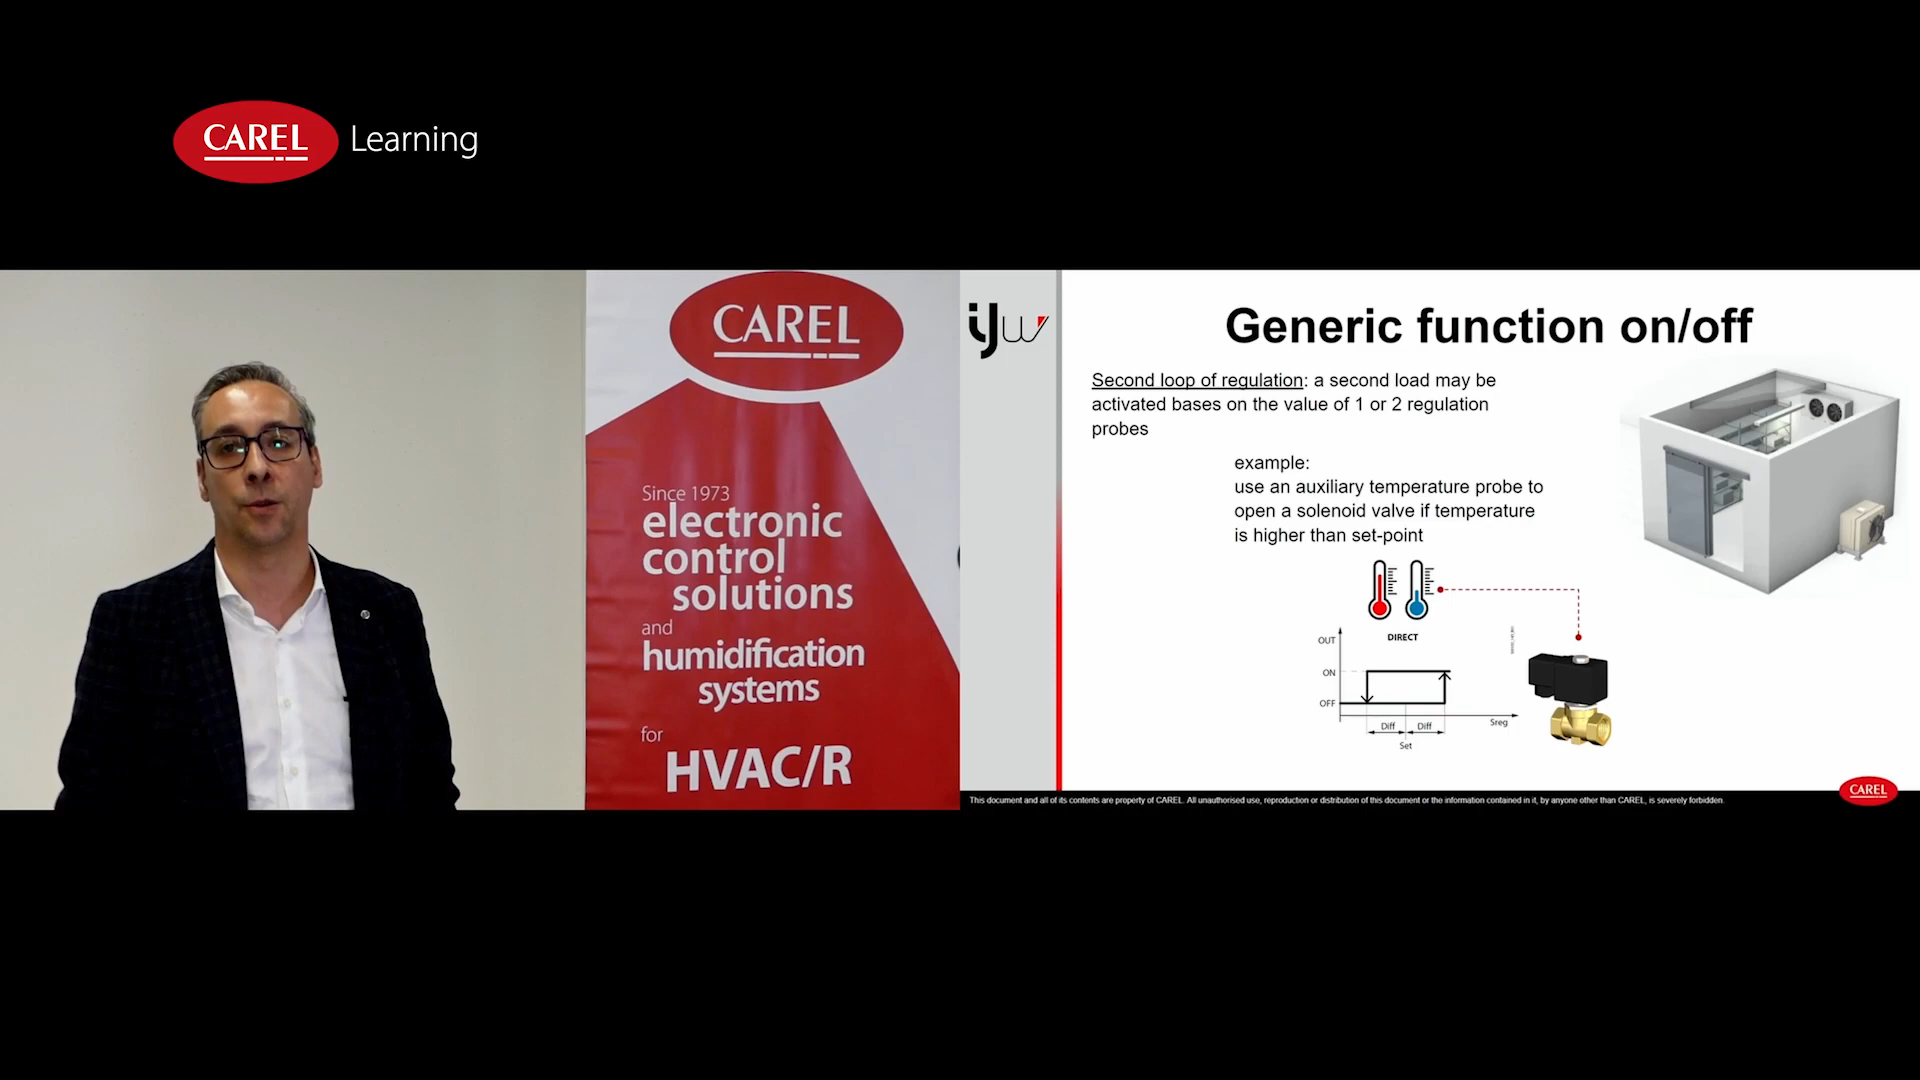 CAREL Learning
CAREL
Since 1973
electronic
control
solutions
and
humidification
systems
for
HVAC/R
ijw
Generic function on/off
Second loop of regulation: a second load may be
activated bases on the value of 1 or 2 regulation
probes
example:
use an auxiliary temperature probe to
open a solenoid valve if temperature
is higher than set-point
DIRECT
OUT
ON
OFF
Sreg
Diff Diff
Set
This document and all of its contents are property of CAREL. All unauthorised use, reproduction or distribution of this document or the information contained in it, by anyone other than CAREL, is severely forbidden.
CAREL